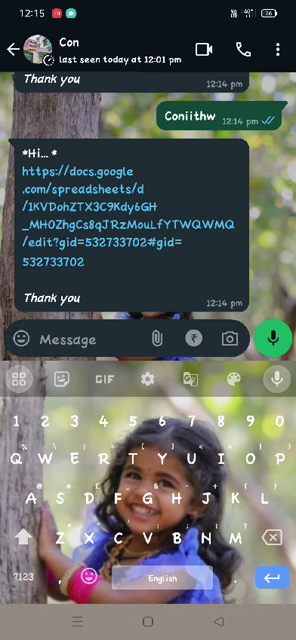 12:15
Con
last seen today at 12:01 pm
Thank you
12:14 pm
Coniithw 12:14 pm
*Hi... *
https://docs.google
.com/spreadsheets/d
/1KVDohZTX3C9Kdy6GH
_MHOZhgCs8qJRzMouLfYTWQWMQ
/edit?gid=532733702#gid=
532733702
Thank you
12:14 pm
Message
GIF
1 2 3 4 5 6 7 8 9 0
Q W E R T Y U I O P
A S D F G H J K L
Z X C V B N M
?123 , English .